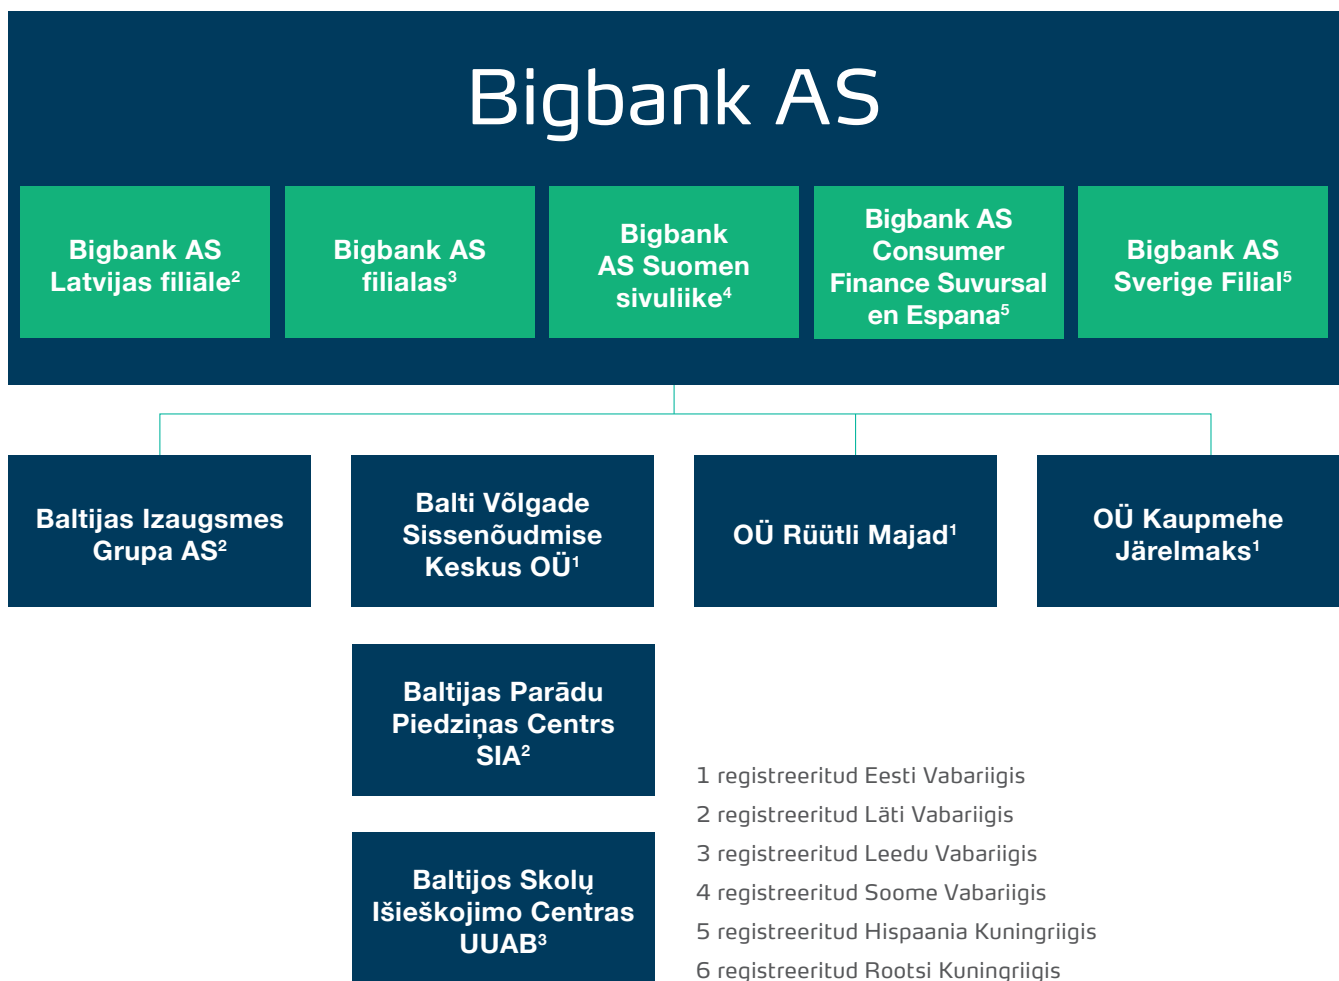 Bigbank AS
Bigbank AS
Latvijas filiāle²
Bigbank AS
filialas³
Bigbank
AS Suomen
sivuliike⁴
Bigbank AS
Consumer
Finance Suvursal
en Espana⁵
Bigbank AS
Sverige Filial⁵
Baltijas Izaugsmes
Grupa AS²
Balti Võlgade
Sissenõudmise
Keskus OÜ¹
OÜ Rüütli Majad¹
OÜ Kaupmehe
Järelmaks¹
Baltijas Parādu
Piedziņas Centrs
SIA²
Baltijos Skolų
Išieškojimo Centras
UUAB³
1 registreeritud Eesti Vabariigis
2 registreeritud Läti Vabariigis
3 registreeritud Leedu Vabariigis
4 registreeritud Soome Vabariigis
5 registreeritud Hispaania Kuningriigis
6 registreeritud Rootsi Kuningriigis